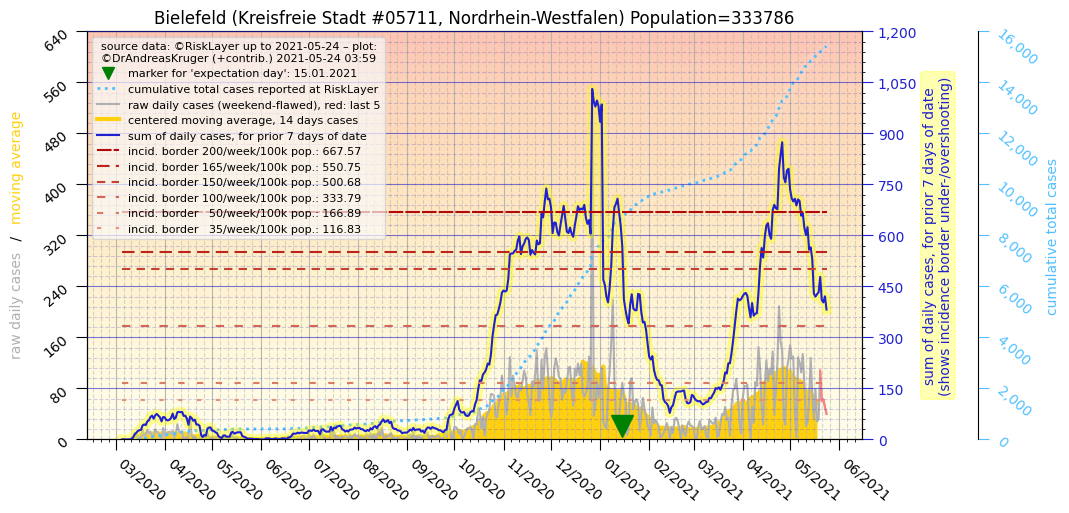 Bielefeld (Kreisfreie Stadt #05711, Nordrhein-Westfalen) Population=333786
source data: ©RiskLayer up to 2021-05-24 – plot:
©DrAndreasKruger (+contrib.) 2021-05-24 03:59
marker for 'expectation day': 15.01.2021
cumulative total cases reported at RiskLayer
raw daily cases (weekend-flawed), red: last 5
centered moving average, 14 days cases
sum of daily cases, for prior 7 days of date
incid. border 200/week/100k pop.: 667.57
incid. border 165/week/100k pop.: 550.75
incid. border 150/week/100k pop.: 500.68
incid. border 100/week/100k pop.: 333.79
incid. border 50/week/100k pop.: 166.89
incid. border 35/week/100k pop.: 116.83
raw daily cases / moving average
640
560
480
400
320
240
160
80
0
03/2020
04/2020
05/2020
06/2020
07/2020
08/2020
09/2020
10/2020
11/2020
12/2020
01/2021
02/2021
03/2021
04/2021
05/2021
06/2021
1,200
1,050
900
750
600
450
300
150
0
sum of daily cases, for prior 7 days of date
(shows incidence border under-/overshooting)
16,000
14,000
12,000
10,000
8,000
6,000
4,000
2,000
0
cumulative total cases